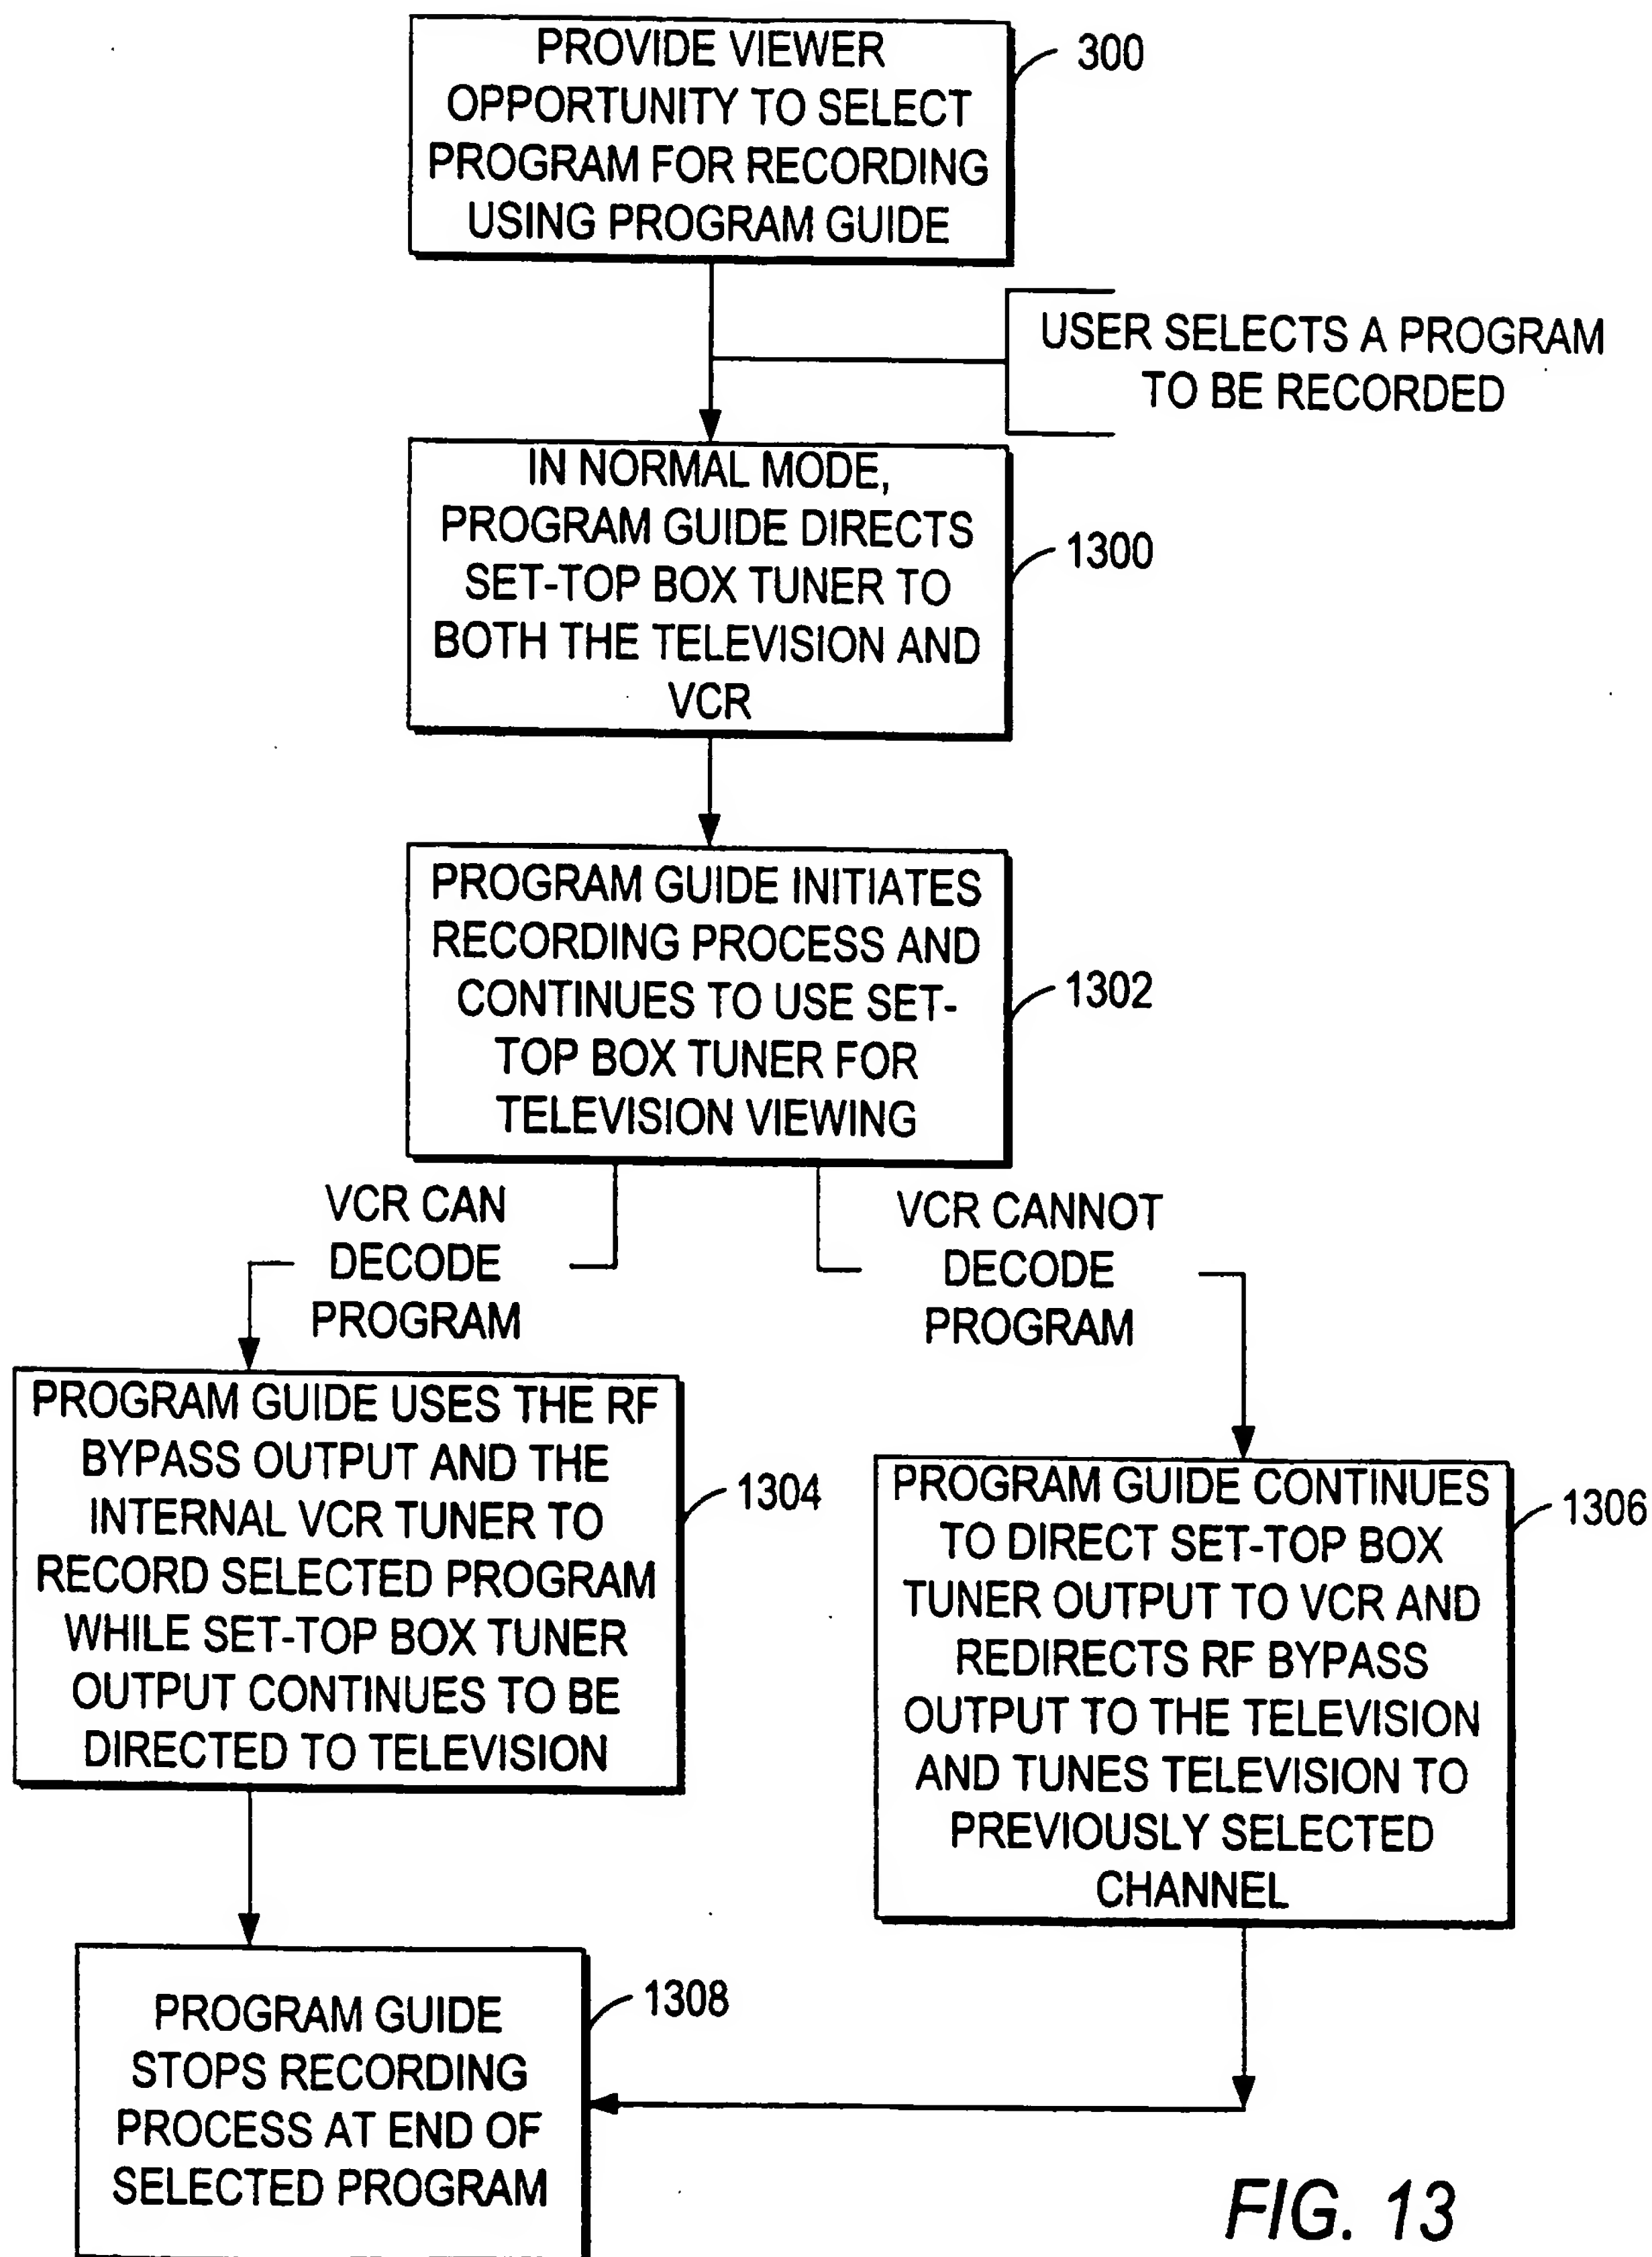 PROVIDE VIEWER
OPPORTUNITY TO SELECT
PROGRAM FOR RECORDING
USING PROGRAM GUIDE
300
USER SELECTS A PROGRAM
TO BE RECORDED
IN NORMAL MODE,
PROGRAM GUIDE DIRECTS
SET-TOP BOX TUNER TO
BOTH THE TELEVISION AND
VCR
1300
PROGRAM GUIDE INITIATES
RECORDING PROCESS AND
CONTINUES TO USE SET-
TOP BOX TUNER FOR
TELEVISION VIEWING
1302
VCR CAN
DECODE
PROGRAM
VCR CANNOT
DECODE
PROGRAM
PROGRAM GUIDE USES THE RF
BYPASS OUTPUT AND THE
INTERNAL VCR TUNER TO
RECORD SELECTED PROGRAM
WHILE SET-TOP BOX TUNER
OUTPUT CONTINUES TO BE
DIRECTED TO TELEVISION
1304
PROGRAM GUIDE CONTINUES
TO DIRECT SET-TOP BOX
TUNER OUTPUT TO VCR AND
REDIRECTS RF BYPASS
OUTPUT TO THE TELEVISION
AND TUNES TELEVISION TO
PREVIOUSLY SELECTED
CHANNEL
1306
PROGRAM GUIDE
STOPS RECORDING
PROCESS AT END OF
SELECTED PROGRAM
1308
FIG. 13